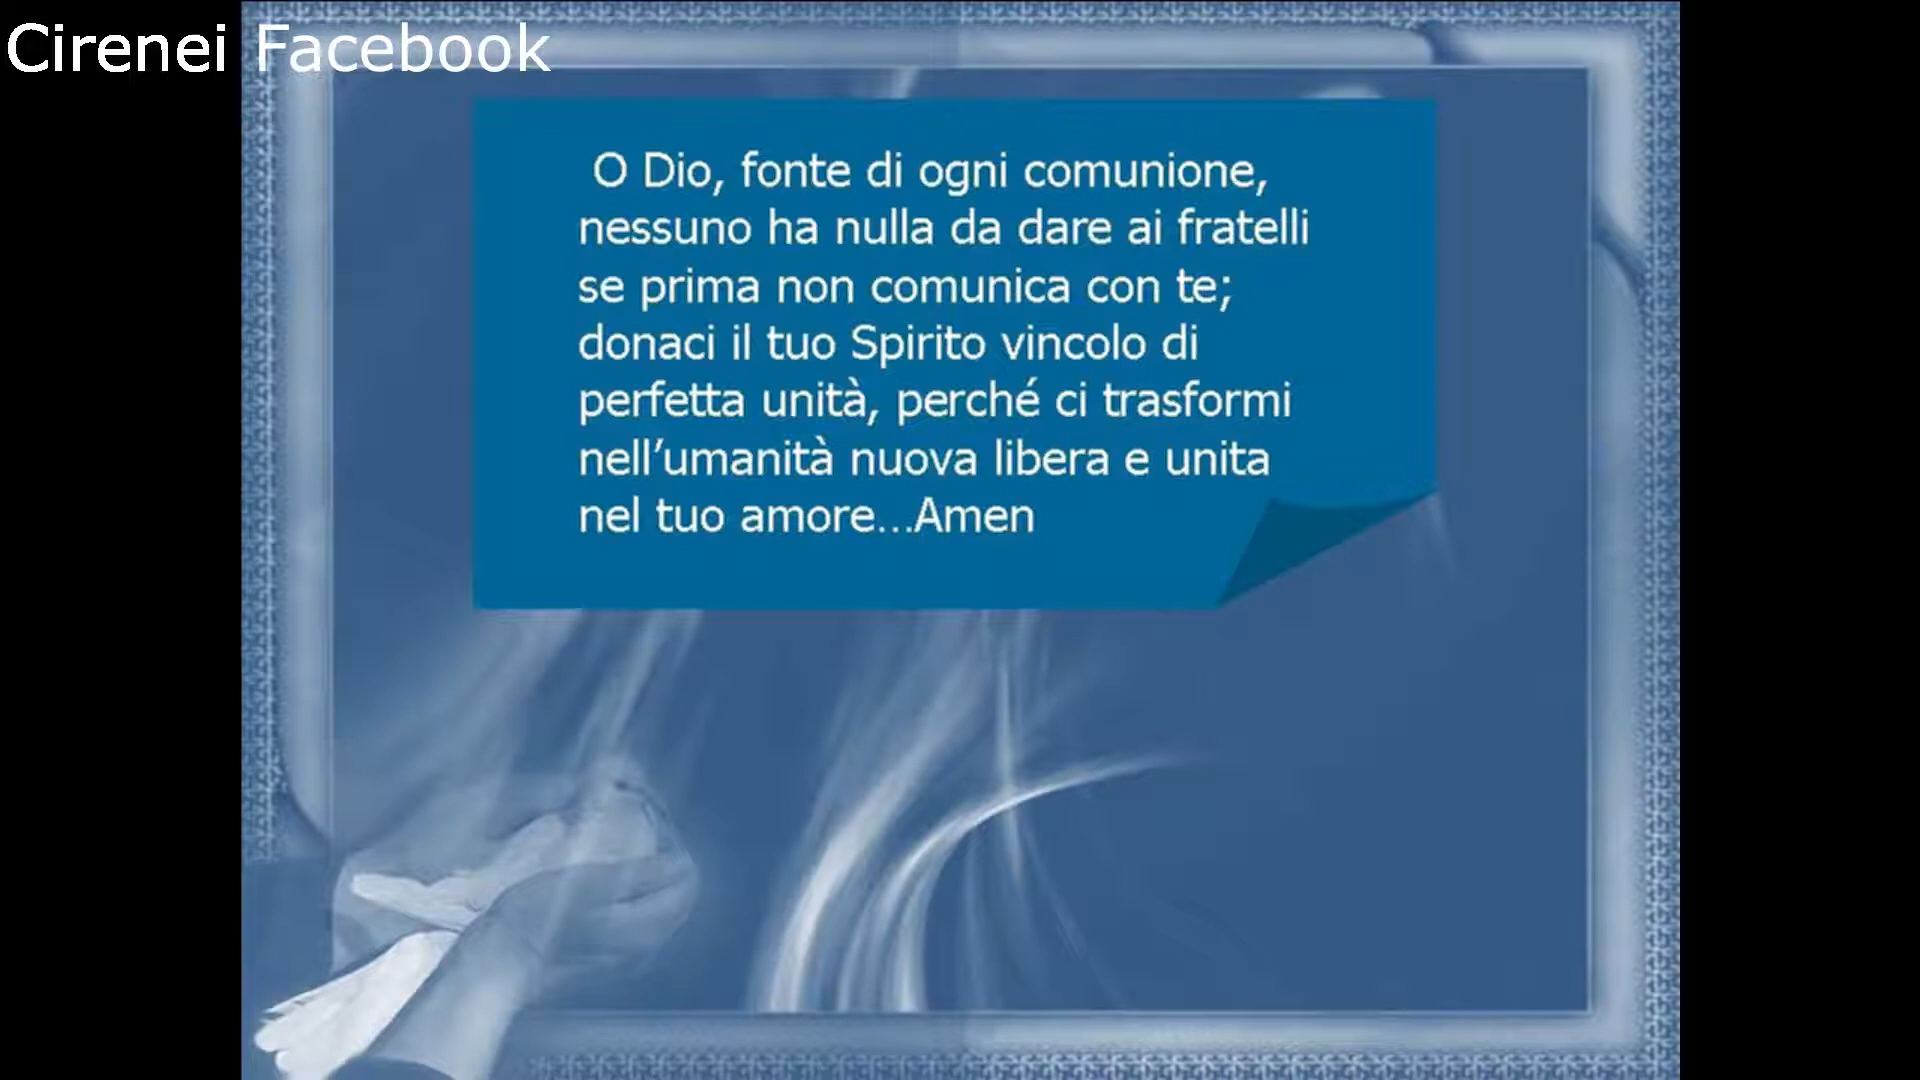 Cirenei Facebook
O Dio, fonte di ogni comunione,
nessuno ha nulla da dare ai fratelli
se prima non comunica con te;
donaci il tuo Spirito vincolo di
perfetta unità, perché ci trasformi
nell’umanità nuova libera e unita
nel tuo amore...Amen